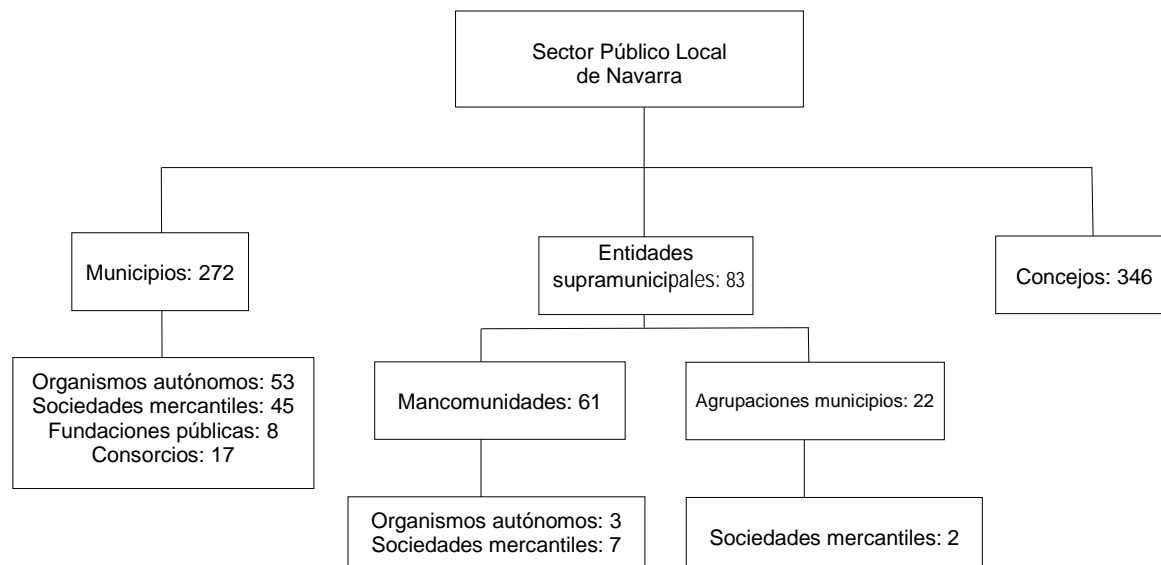 Sector Público Local
de Navarra
Municipios: 272
Entidades
supramunicipales: 83
Concejos: 346
Organismos autónomos: 53
Sociedades mercantiles: 45
Fundaciones públicas: 8
Consorcios: 17
Mancomunidades: 61
Agrupaciones municipios: 22
Organismos autónomos: 3
Sociedades mercantiles: 7
Sociedades mercantiles: 2